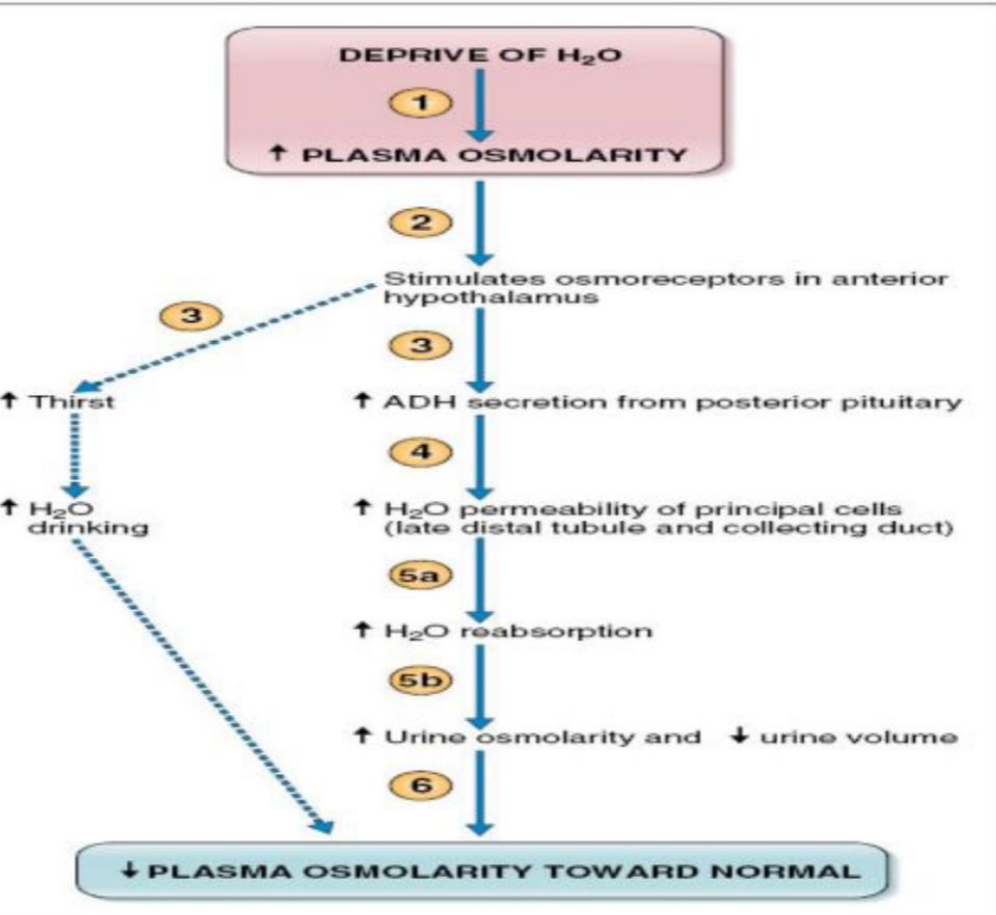 DEPRIVE OF H₂O
1
↑ PLASMA OSMOLARITY
2
Stimulates osmoreceptors in anterior
hypothalamus
3
3
↑ Thirst
↑ ADH secretion from posterior pituitary
4
↑ H₂O
drinking
↑ H₂O permeability of principal cells
(late distal tubule and collecting duct)
5a
↑ H₂O reabsorption
5b
↑ Urine osmolarity and ↓ urine volume
6
↓ PLASMA OSMOLARITY TOWARD NORMAL